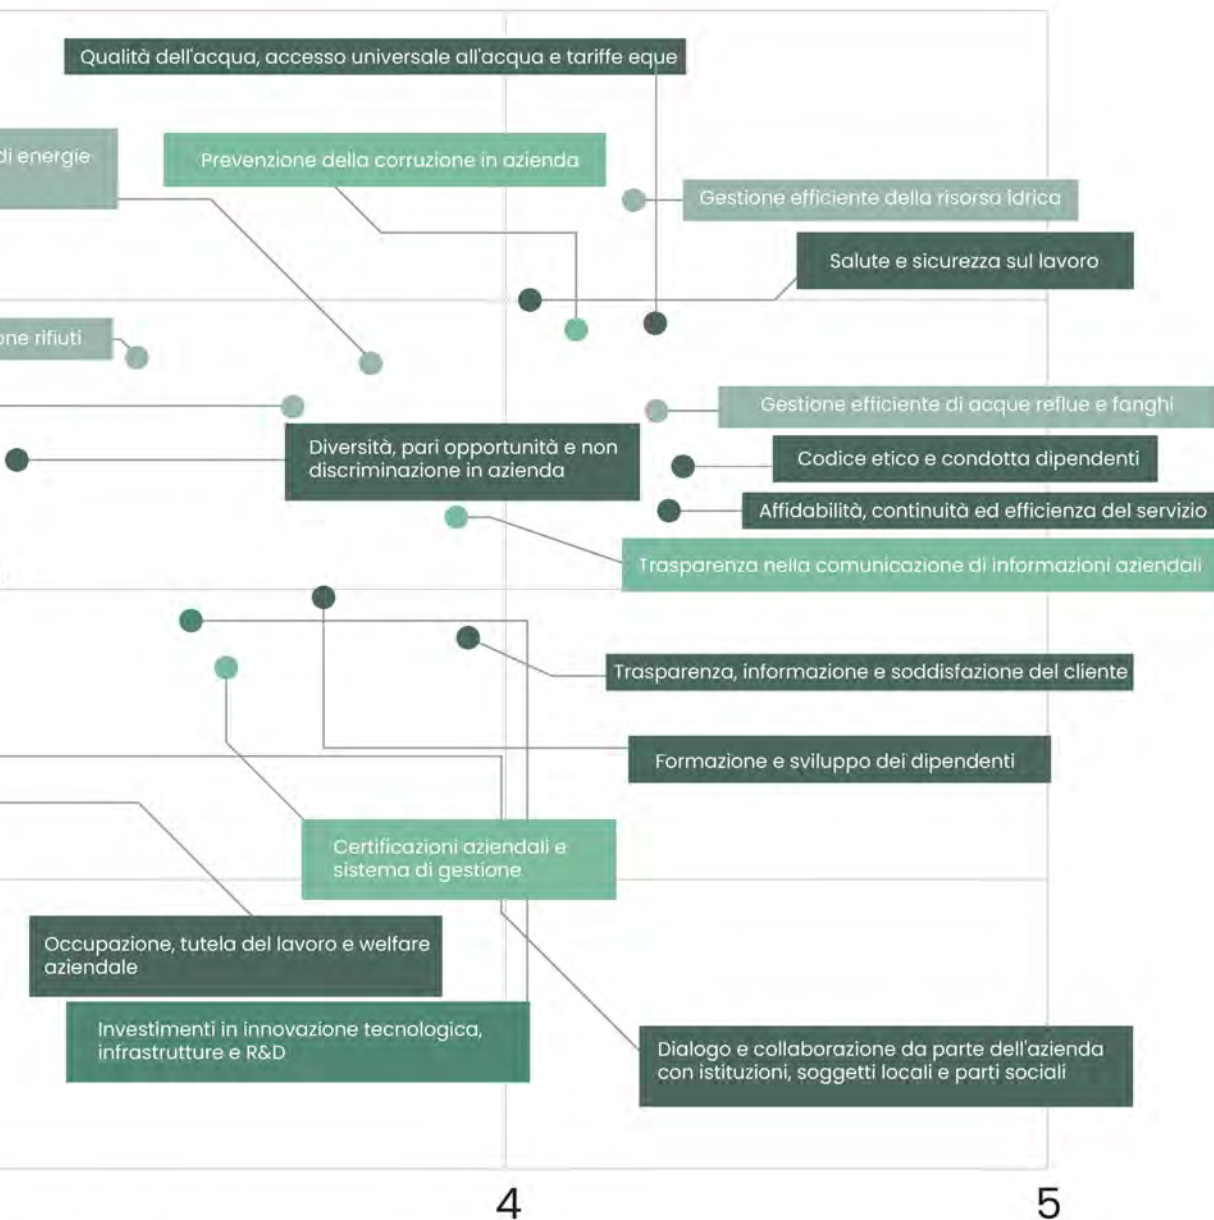 Qualità dell'acqua, accesso universale all'acqua e tariffe eque
di energie
Prevenzione della corruzione in azienda
Gestione efficiente della risorsa idrica
Salute e sicurezza sul lavoro
one rifiuti
Gestione efficiente di acque reflue e fanghi
Diversità, pari opportunità e non
discriminazione in azienda
Codice etico e condotta dipendenti
Affidabilità, continuità ed efficienza del servizio
Trasparenza nella comunicazione di informazioni aziendali
Trasparenza, informazione e soddisfazione del cliente
Formazione e sviluppo dei dipendenti
Certificazioni aziendali e
sistema di gestione
Occupazione, tutela del lavoro e welfare
aziendale
Investimenti in innovazione tecnologica,
infrastrutture e R&D
Dialogo e collaborazione da parte dell'azienda
con istituzioni, soggetti locali e parti sociali
4
5